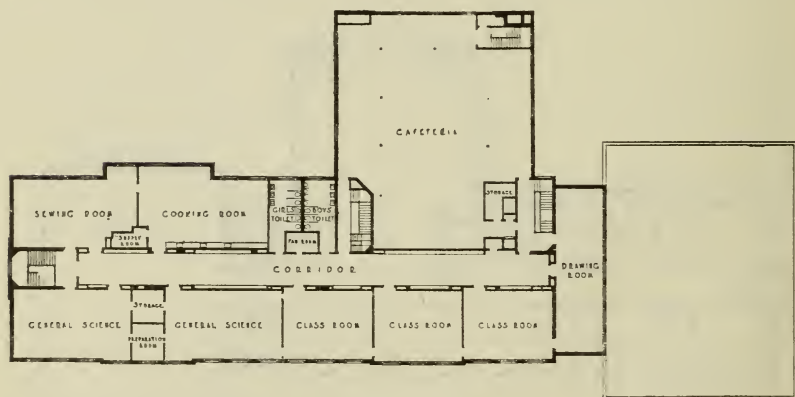 CAFETERIA
STORAGE
SEWING ROOM
COOKING ROOM
GIRLS TOILET
BOYS TOILET
SUPPLY ROOM
FAN ROOM
CORRIDOR
DRAWING ROOM
STORAGE
GENERAL SCIENCE
GENERAL SCIENCE
CLASS ROOM
CLASS ROOM
CLASS ROOM
PREPARATION ROOM